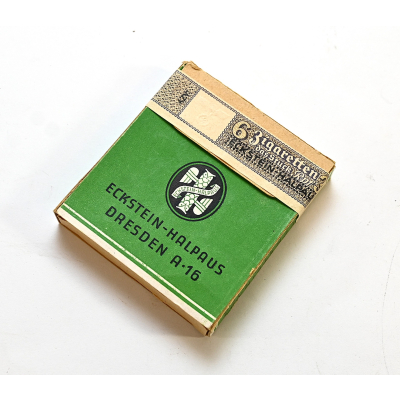 6 Zigaretten
ECKSTEIN-HALPAUS
ECKSTEIN-HALPAUS
DRESDEN A·16